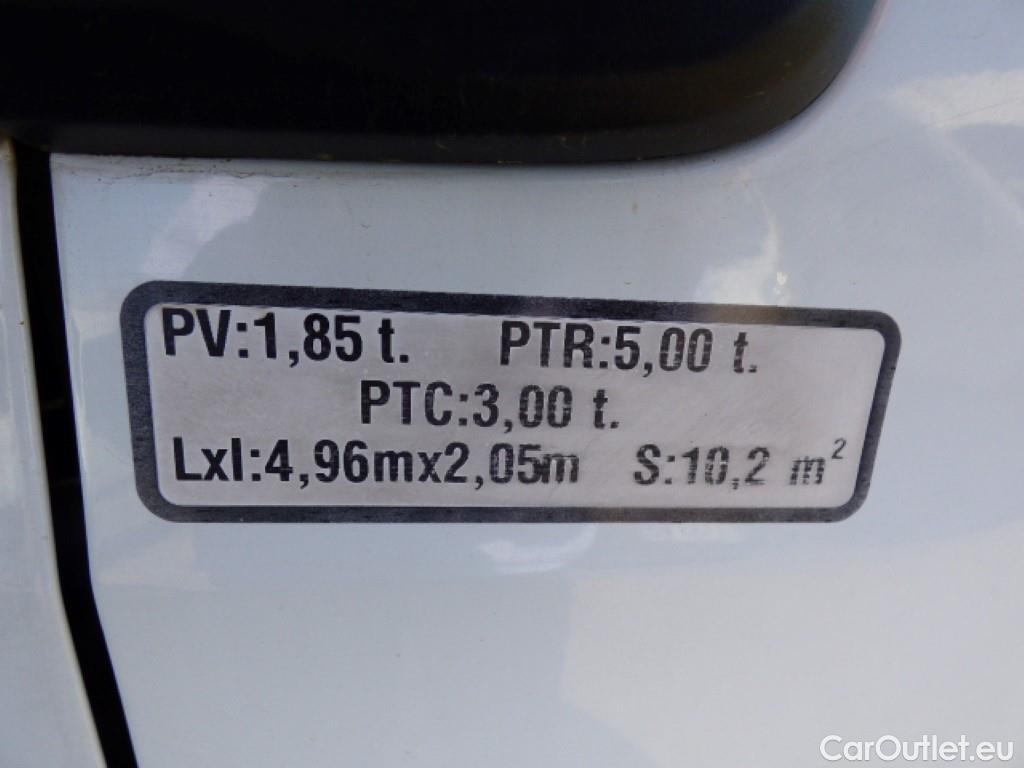 PV:1,85 t. PTR:5,00 t.
PTC:3,00 t.
Lxl:4,96mx2,05m S:10,2 m²
CarOutlet.eu